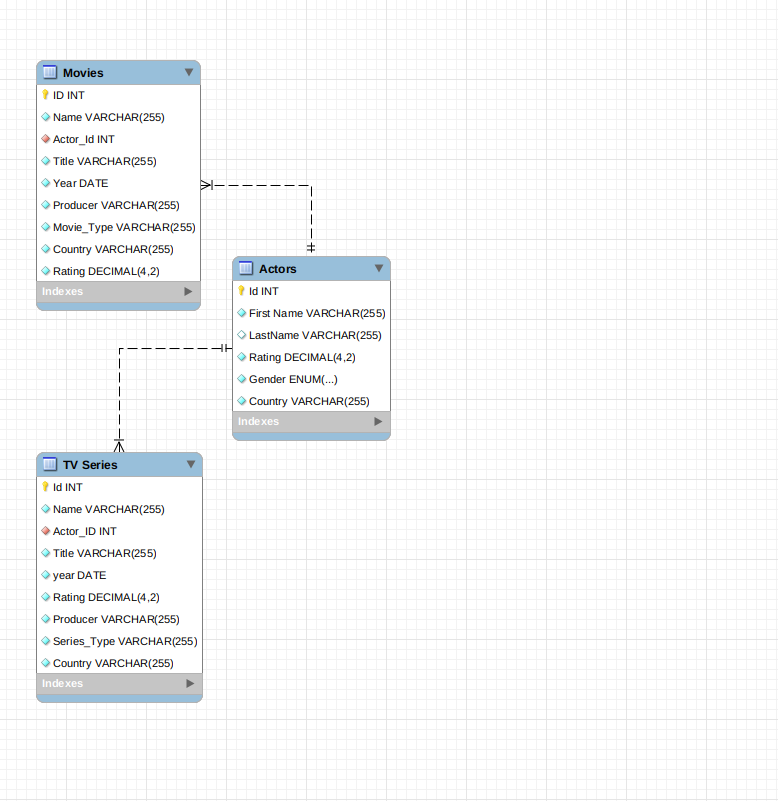 Movies
ID INT
Name VARCHAR(255)
Actor_Id INT
Title VARCHAR(255)
Year DATE
Producer VARCHAR(255)
Movie_Type VARCHAR(255)
Country VARCHAR(255)
Rating DECIMAL(4,2)
Indexes
Actors
Id INT
First Name VARCHAR(255)
LastName VARCHAR(255)
Rating DECIMAL(4,2)
Gender ENUM(...)
Country VARCHAR(255)
Indexes
TV Series
Id INT
Name VARCHAR(255)
Actor_ID INT
Title VARCHAR(255)
year DATE
Rating DECIMAL(4,2)
Producer VARCHAR(255)
Series_Type VARCHAR(255)
Country VARCHAR(255)
Indexes